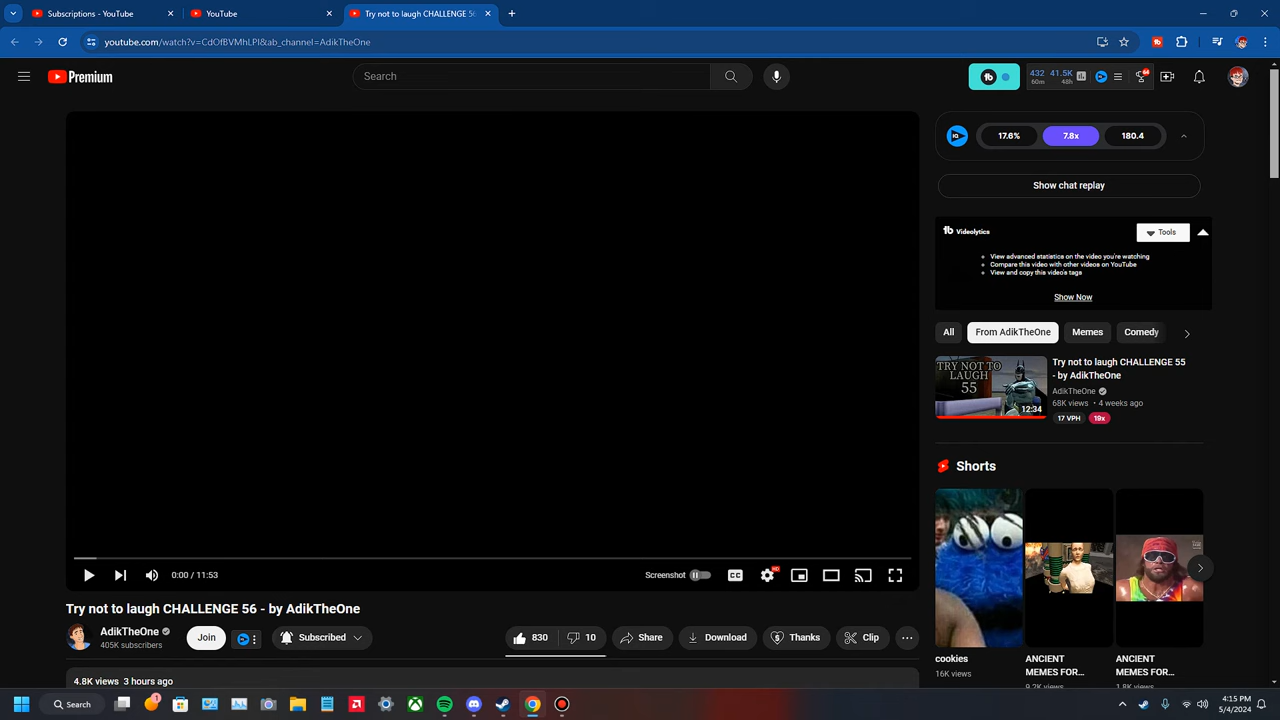 Subscriptions - YouTube
YouTube
Try not to laugh CHALLENGE 56
youtube.com/watch?v=CdOfBVMhLPI&ab_channel=AdikTheOne
Premium
Search
432 41.5K
60m 48h
17.6% 7.8x 180.4
Show chat replay
Videolytics
Tools
View advanced statistics on the video you're watching
Compare this video with other videos on YouTube
View and copy this video's tags
Show Now
All From AdikTheOne Memes Comedy
TRY NOT TO
LAUGH
55
12:34
Try not to laugh CHALLENGE 55
- by AdikTheOne
AdikTheOne
68K views • 4 weeks ago
17 VPH 19x
Shorts
cookies
16K views
ANCIENT
MEMES FOR...
9.2K views
ANCIENT
MEMES FOR...
1.8K views
0:00 / 11:53
Screenshot
CC
HD
Try not to laugh CHALLENGE 56 - by AdikTheOne
AdikTheOne
405K subscribers
Join
Subscribed
830 10 Share Download Thanks Clip
4.8K views 3 hours ago
Search
4:15 PM
5/4/2024